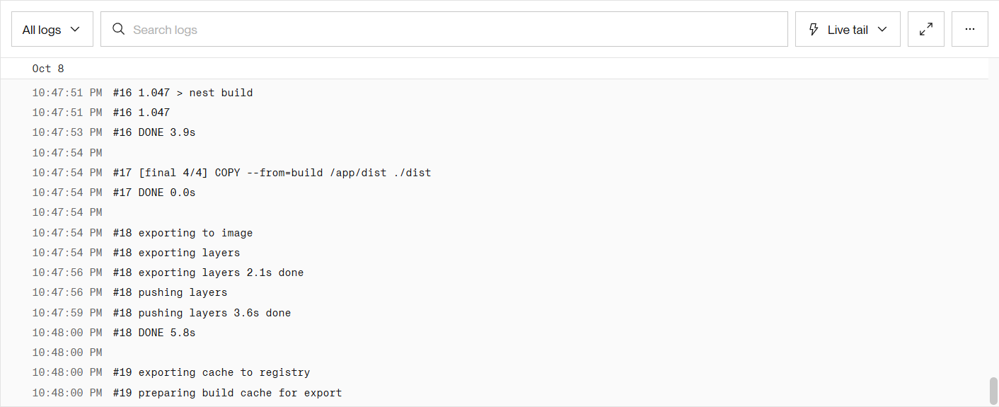 All logs
Search logs
Live tail
...
Oct 8
10:47:51 PM #16 1.047 > nest build
10:47:51 PM #16 1.047
10:47:53 PM #16 DONE 3.9s
10:47:54 PM
10:47:54 PM #17 [final 4/4] COPY --from=build /app/dist ./dist
10:47:54 PM #17 DONE 0.0s
10:47:54 PM
10:47:54 PM #18 exporting to image
10:47:54 PM #18 exporting layers
10:47:56 PM #18 exporting layers 2.1s done
10:47:56 PM #18 pushing layers
10:47:59 PM #18 pushing layers 3.6s done
10:48:00 PM #18 DONE 5.8s
10:48:00 PM
10:48:00 PM #19 exporting cache to registry
10:48:00 PM #19 preparing build cache for export